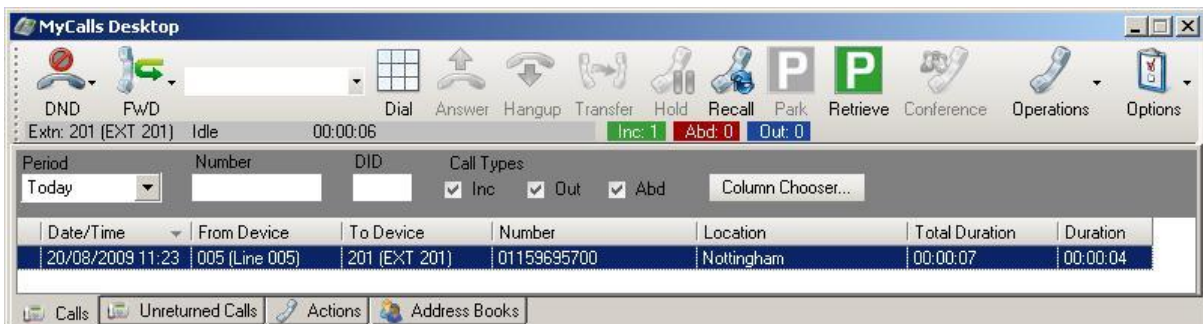 MyCalls Desktop
DND FWD Dial Answer Hangup Transfer Hold Recall Park Retrieve Conference Operations Options
Extn: 201 (EXT 201) Idle 00:00:06 Inc: 1 Abd: 0 Out: 0
Period Number DID Call Types
Today Inc Out Abd Column Chooser...
Date/Time From Device To Device Number Location Total Duration Duration
20/08/2009 11:23 005 (Line 005) 201 (EXT 201) 01159695700 Nottingham 00:00:07 00:00:04
Calls Unreturned Calls Actions Address Books